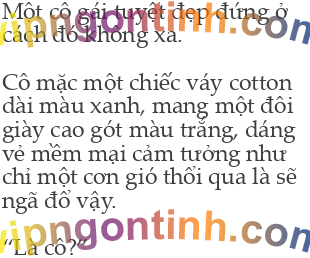 Một cô gái tuyệt đẹp đứng ở
cách đó không xa.
Cô mặc một chiếc váy cotton
dài màu xanh, mang một đôi
giày cao gót màu trắng, dáng
vẻ mềm mại cảm tưởng như
chỉ một cơn gió thổi qua là sẽ
ngã đổ vậy.
“Là cô?”
vipngontinh.com
vipngontinh.com